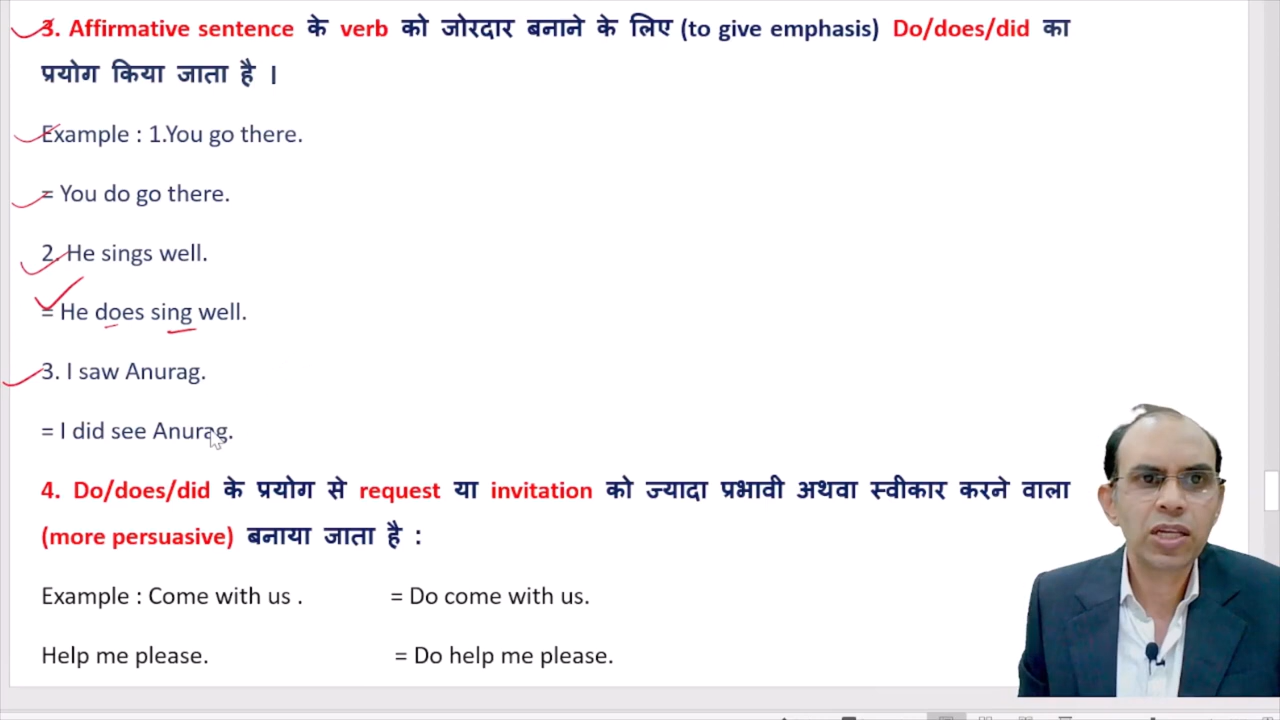 3. Affirmative sentence के verb को जोरदार बनाने के लिए (to give emphasis) Do/does/did का
प्रयोग किया जाता है ।
Example : 1.You go there.
= You do go there.
2. He sings well.
= He does sing well.
3. I saw Anurag.
= I did see Anurag.
4. Do/does/did के प्रयोग से request या invitation को ज्यादा प्रभावी अथवा स्वीकार करने वाला
(more persuasive) बनाया जाता है :
Example : Come with us . = Do come with us.
Help me please. = Do help me please.